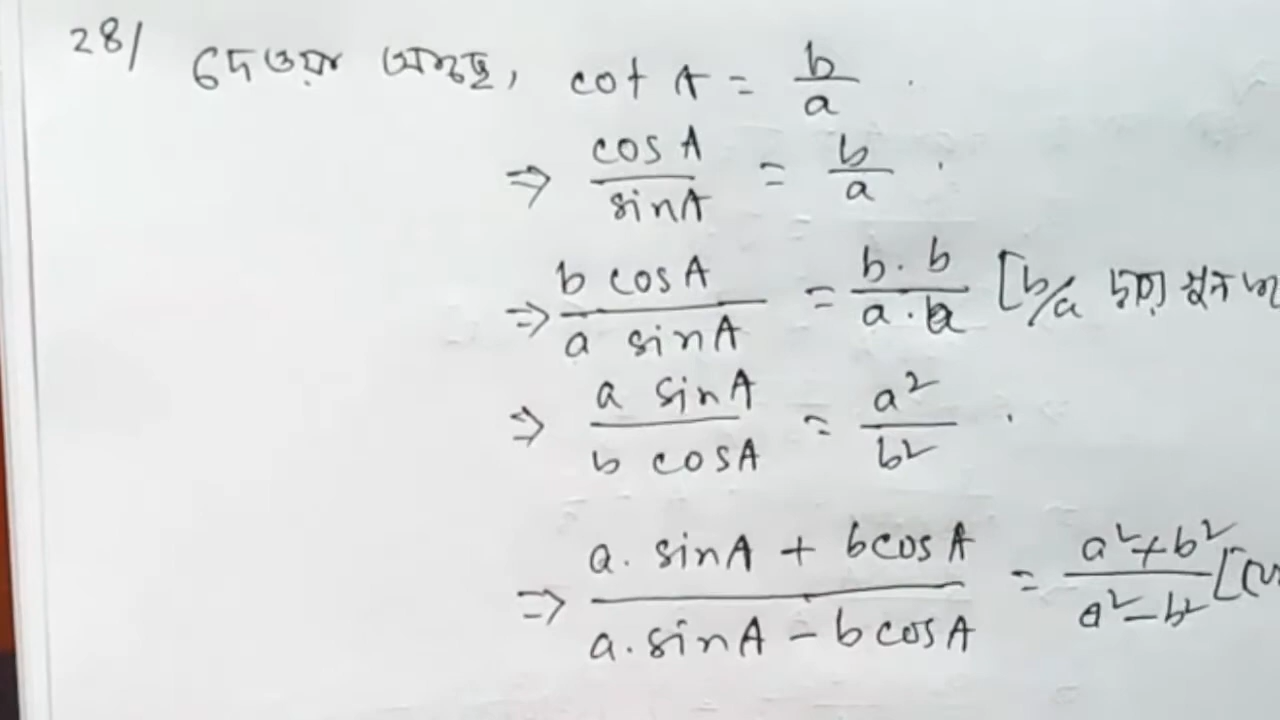 28/ দেওয়া আছে, cot A = b/a
⇒ cos A / sin A = b/a
⇒ b cos A / a sin A = b . b / a . a [b/a দ্বারা গুন
⇒ a sin A / b cos A = a² / b²
⇒ a. sin A + b cos A / a. sin A - b cos A = a² + b² / a² - b² [